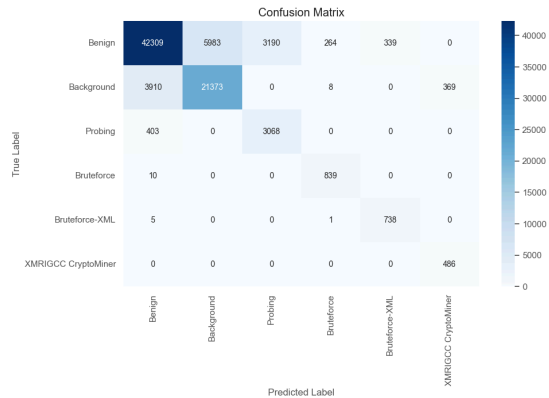 Confusion Matrix
True Label
Benign 42309 5983 3190 264 339 0
Background 3910 21373 0 8 0 369
Probing 403 0 3068 0 0 0
Bruteforce 10 0 0 839 0 0
Bruteforce-XML 5 0 0 1 738 0
XMRIGCC CryptoMiner 0 0 0 0 0 486
Benign
Background
Probing
Bruteforce
Bruteforce-XML
XMRIGCC CryptoMiner
Predicted Label
40000
35000
30000
25000
20000
15000
10000
5000
0